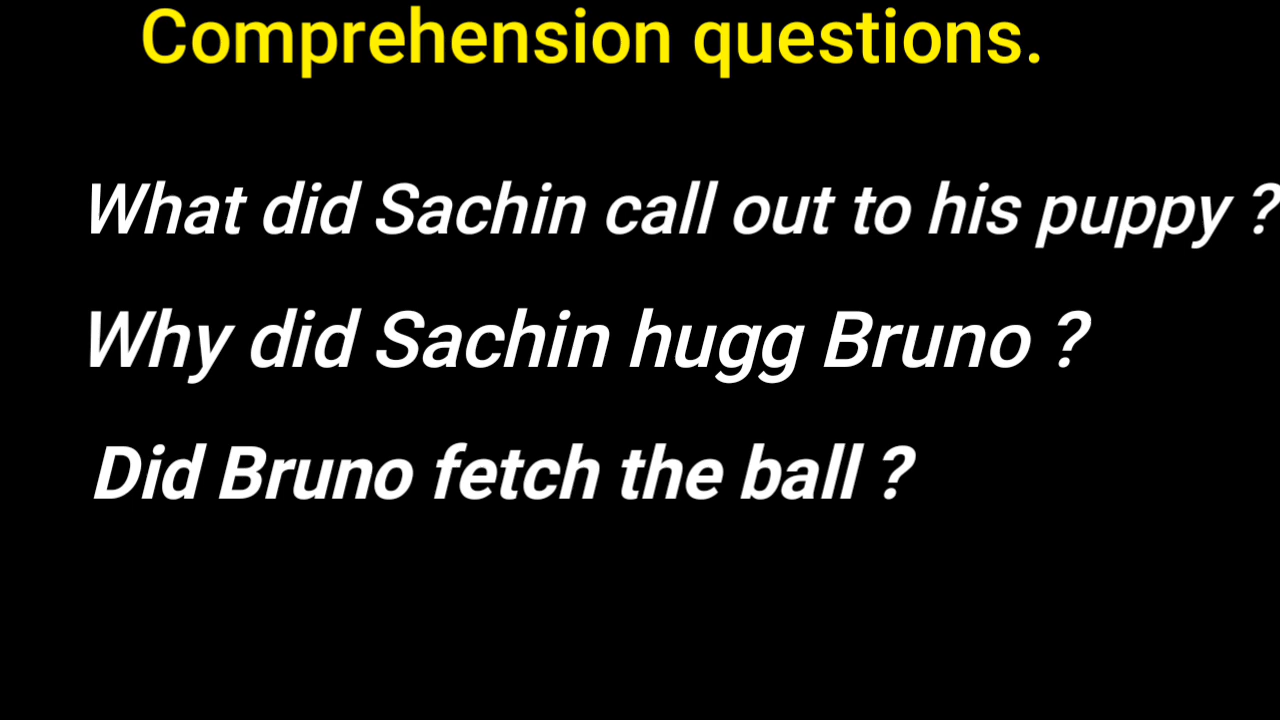 Comprehension questions.
What did Sachin call out to his puppy ?
Why did Sachin hugg Bruno ?
Did Bruno fetch the ball ?